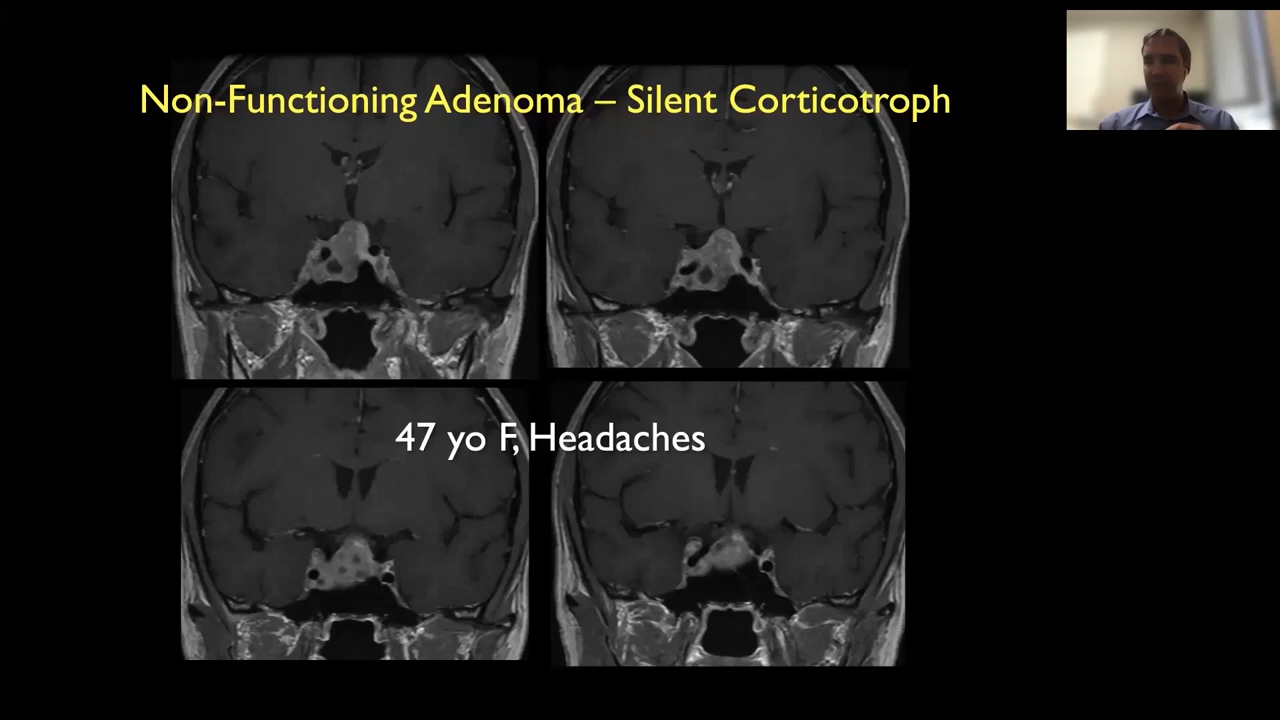 Non-Functioning Adenoma – Silent Corticotroph
47 yo F, Headaches